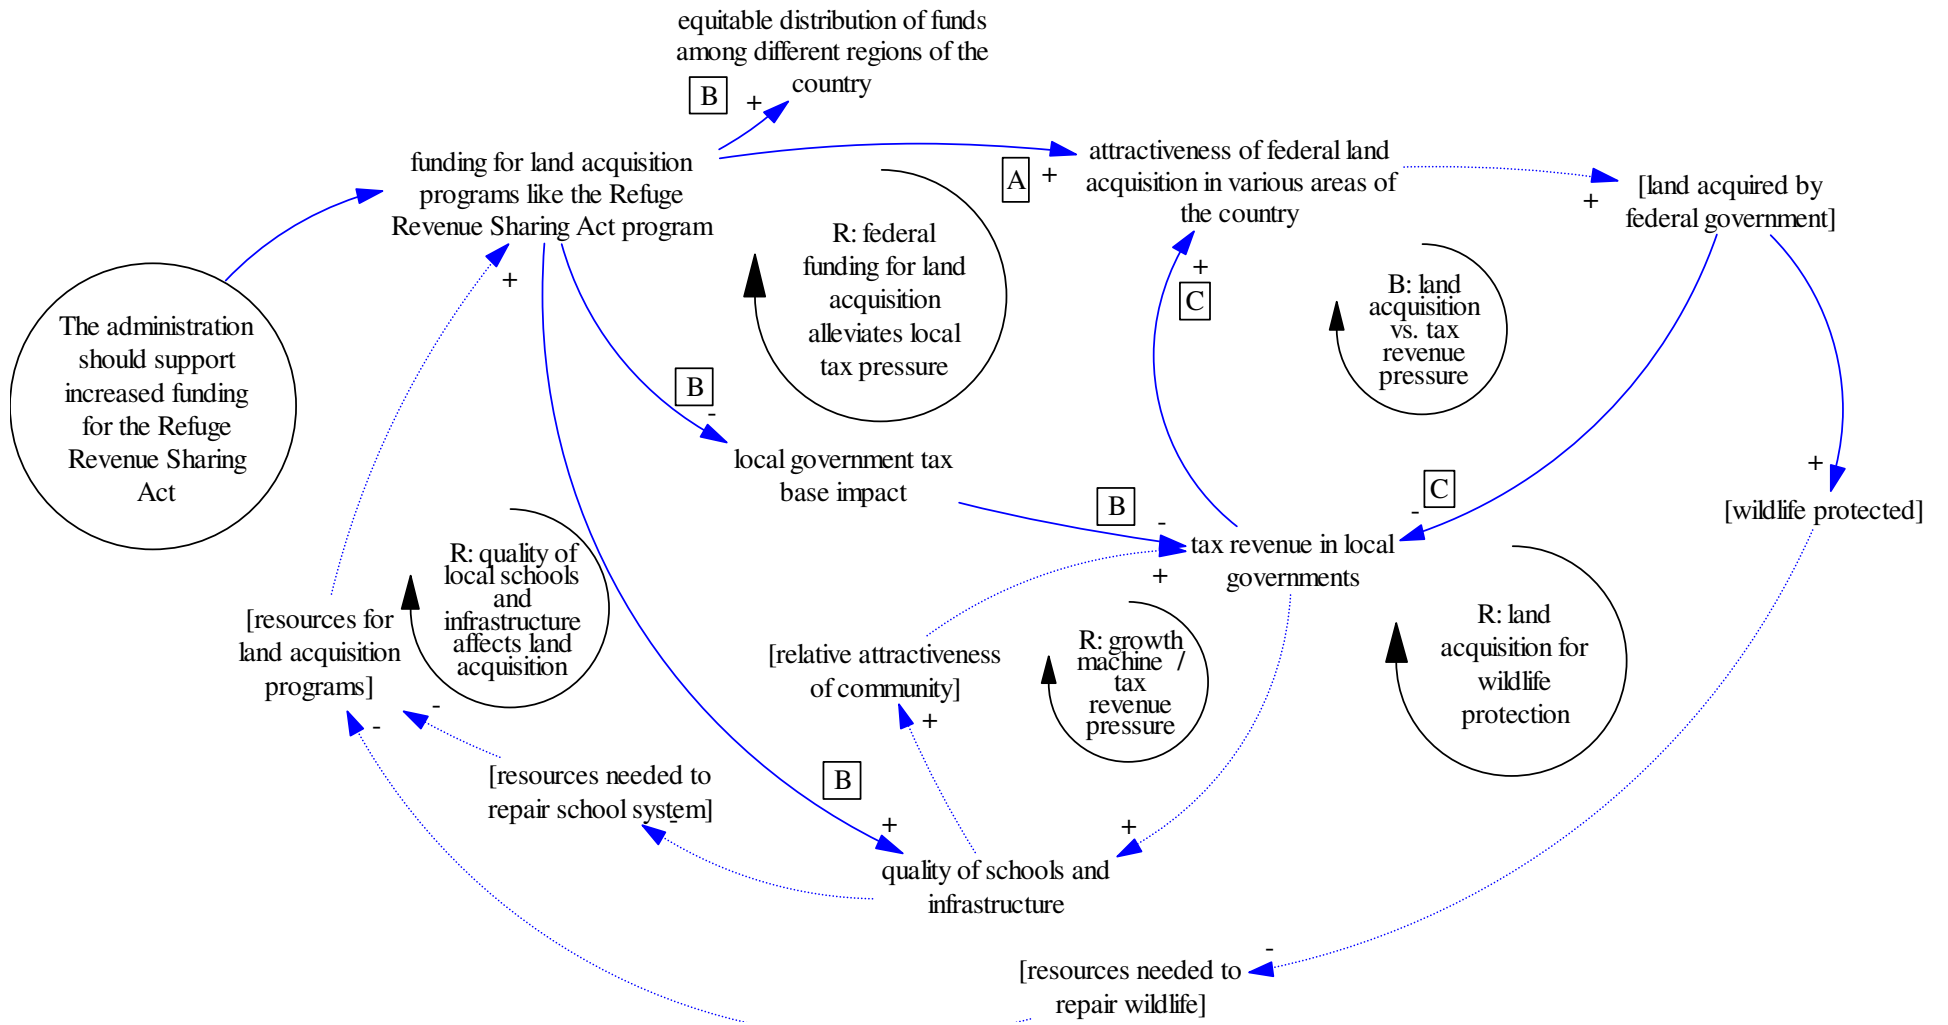 equitable distribution of funds
among different regions of the
country
B
+
funding for land acquisition
programs like the Refuge
Revenue Sharing Act program
+
A
+
attractiveness of federal land
acquisition in various areas of
the country
+
C
+
[land acquired by
federal government]
The administration
should support
increased funding
for the Refuge
Revenue Sharing
Act
R: federal
funding for land
acquisition
alleviates local
tax pressure
B: land
acquisition
vs. tax
revenue
pressure
B
-
local government tax
base impact
B
-
C
-
+
[wildlife protected]
tax revenue in local
governments
+
R: quality of
local schools
and
infrastructure
affects land
acquisition
[resources for
land acquisition
programs]
-
-
[relative attractiveness
of community]
+
R: growth
machine /
tax
revenue
pressure
R: land
acquisition for
wildlife
protection
[resources needed to
repair school system]
-
B
+
+
quality of schools and
infrastructure
-
[resources needed to
repair wildlife]